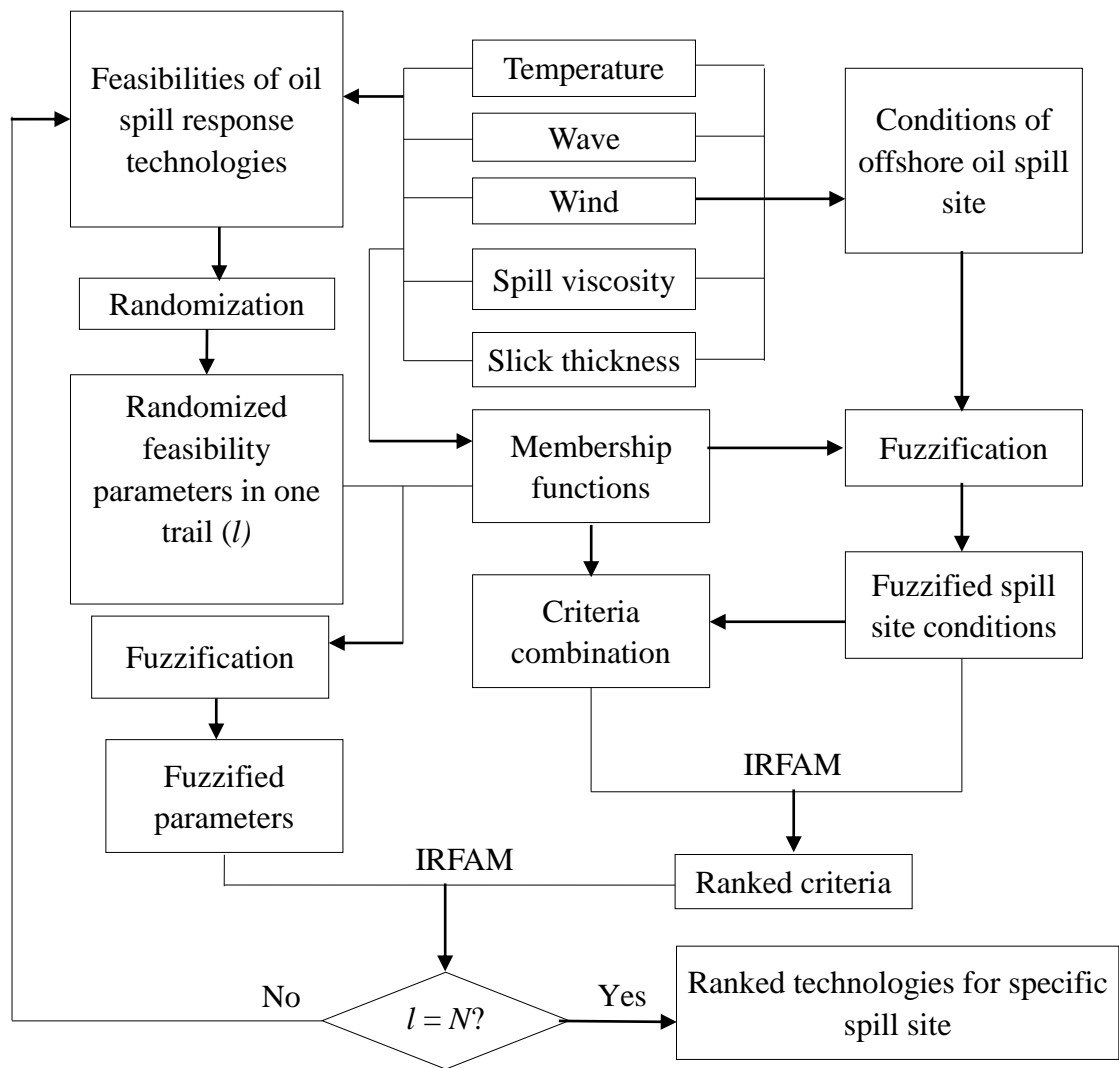 Feasibilities of oil
spill response
technologies
Temperature
Wave
Wind
Spill viscosity
Slick thickness
Conditions of
offshore oil spill
site
Randomization
Randomized
feasibility
parameters in one
trail (l)
Membership
functions
Fuzzification
Fuzzification
Criteria
combination
Fuzzified spill
site conditions
Fuzzified
parameters
IRFAM
IRFAM
Ranked criteria
No
l = N?
Yes
Ranked technologies for specific
spill site